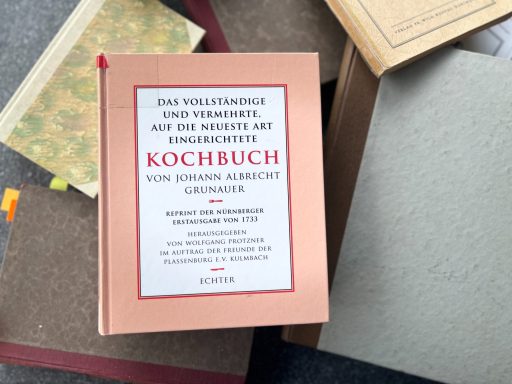 DAS VOLLSTÄNDIGE
UND VERMEHRTE,
AUF DIE NEUESTE ART
EINGERICHTETE
KOCHBUCH
VON JOHANN ALBRECHT
GRUNAUER
REPRINT DER NÜRNBERGER
ERSTAUSGABE VON 1733
HERAUSGEGEBEN
VON WOLFGANG PROTZNER
IM AUFTRAG DER FREUNDE DER
PLASSENBURG E.V. KULMBACH
ECHTER